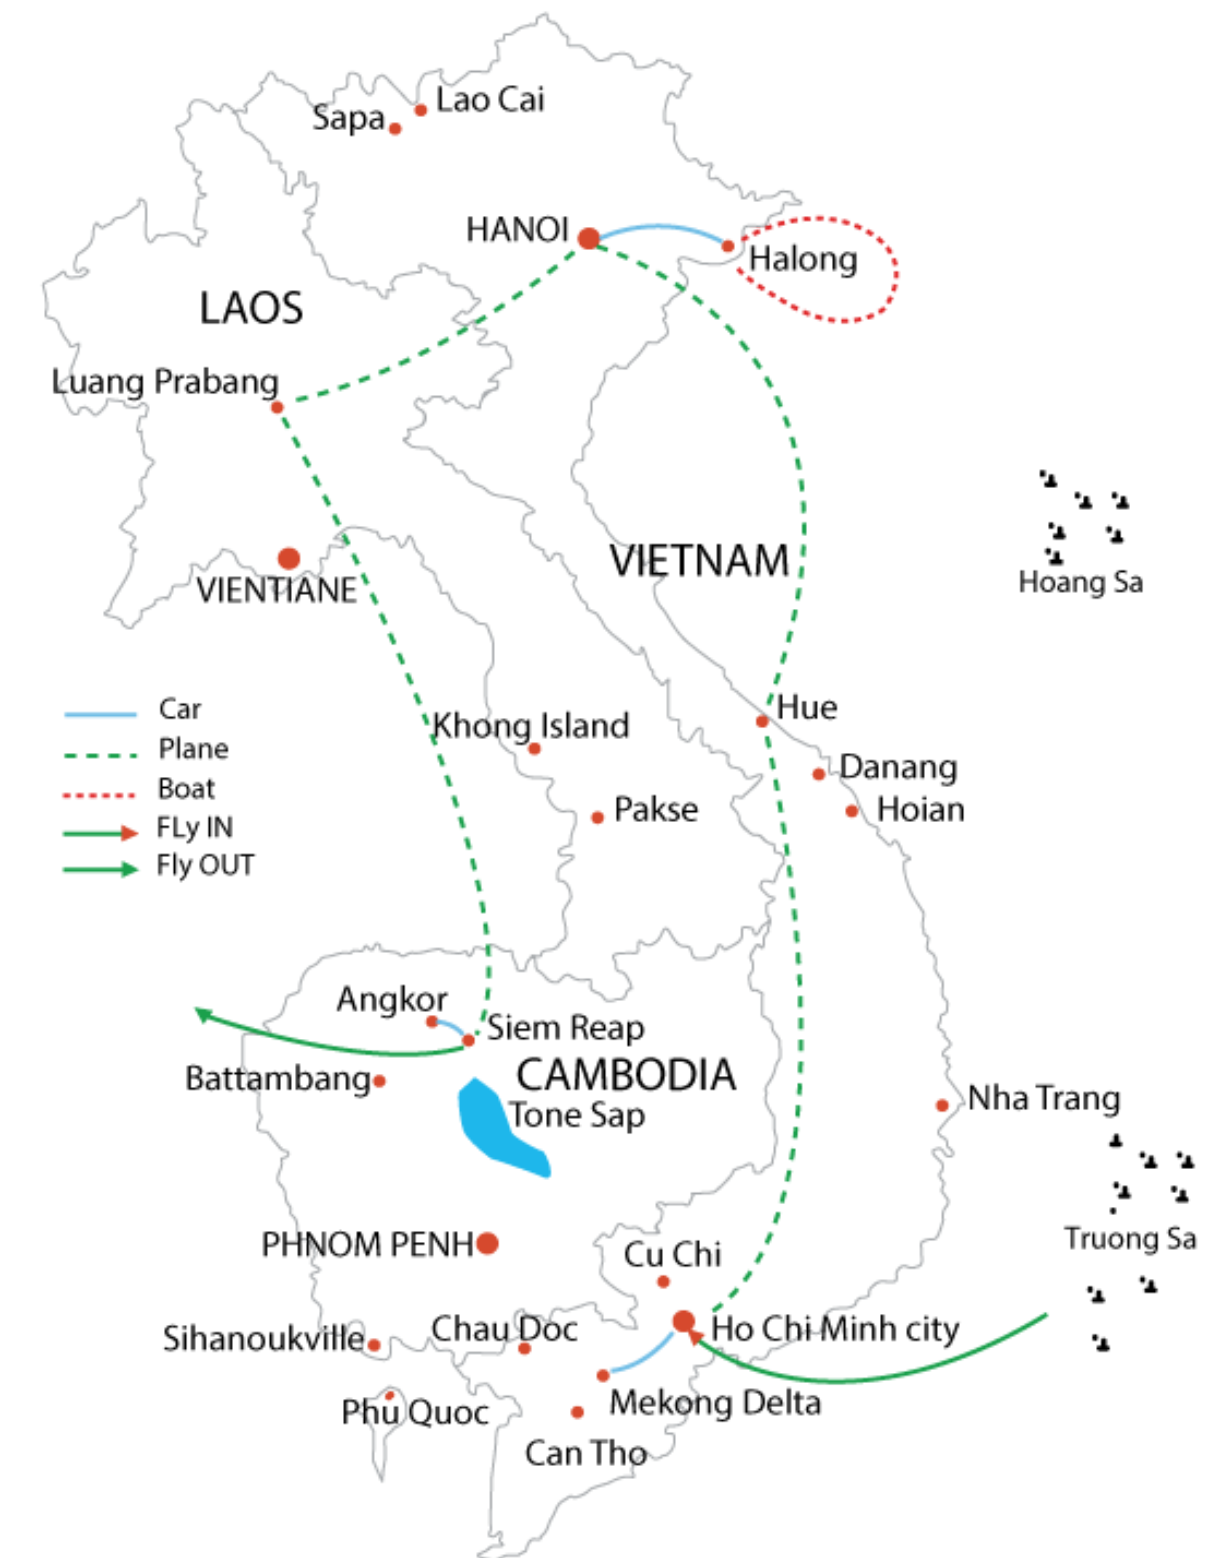 Lao Cai
Sapa
HANOI
Halong
LAOS
Luang Prabang
VIETNAM
Hoang Sa
VIENTIANE
Car
Plane
Boat
FLy IN
Fly OUT
Khong Island
Hue
Danang
Pakse
Hoian
Angkor
Siem Reap
CAMBODIA
Battambang
Tone Sap
Nha Trang
Truong Sa
PHNOM PENH
Cu Chi
Sihanoukville
Chau Doc
Ho Chi Minh city
Phu Quoc
Mekong Delta
Can Tho